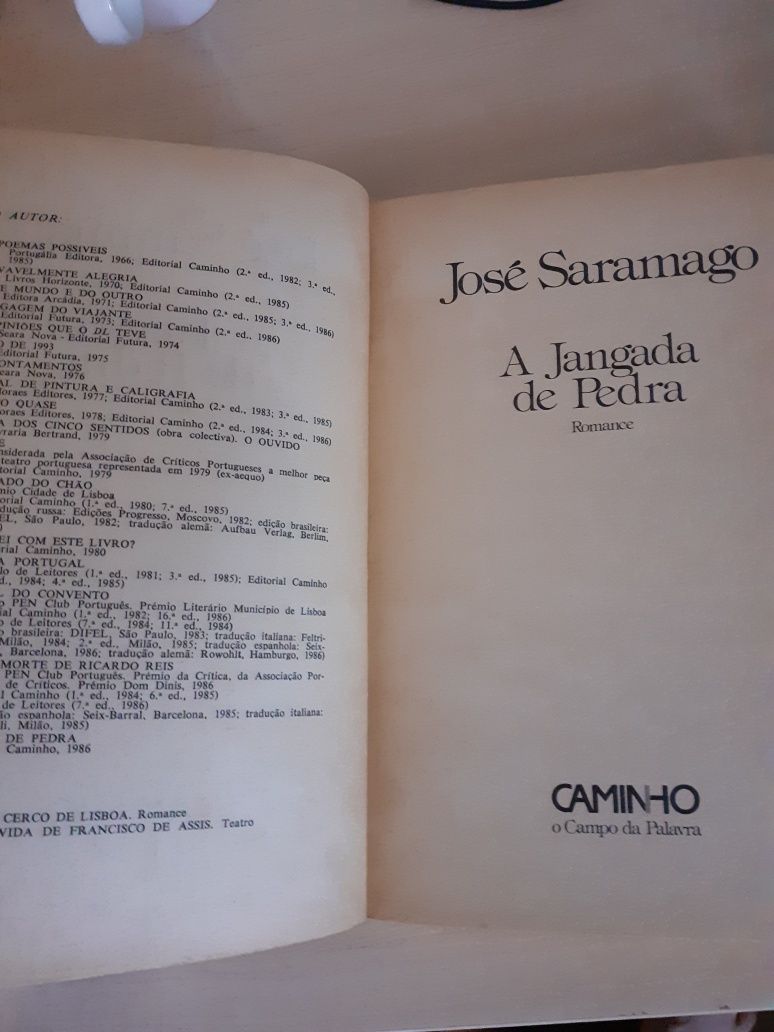 AUTOR:
POEMAS POSSIVEIS
Portugália Editora, 1966; Editorial Caminho (2.ª ed., 1982; 3.ª ed.,
1985)
AVELMENTE ALEGRIA
Livros Horizonte, 1970; Editorial Caminho (2.ª ed., 1985)
E MUNDO E DO OUTRO
Editora Arcádia, 1971; Editorial Caminho (2.ª ed., 1985; 3.ª ed., 1986)
GAGEM DO VIAJANTE
Editorial Futura, 1973; Editorial Caminho (2.ª ed., 1986)
PINIÕES QUE O DL TEVE
Seara Nova - Editorial Futura, 1974
O DE 1993
Editorial Futura, 1975
ONTAMENTOS
eara Nova, 1976
AL DE PINTURA E CALIGRAFIA
oraes Editores, 1977; Editorial Caminho (2.ª ed., 1983; 3.ª ed., 1985)
O QUASE
oraes Editores, 1978; Editorial Caminho (2.ª ed., 1984; 3.ª ed., 1986)
A DOS CINCO SENTIDOS (obra colectiva). O OUVIDO
vraria Bertrand, 1979
E
nsiderada pela Associação de Críticos Portugueses a melhor peça
teatro portuguesa representada em 1979 (ex-aequo)
torial Caminho, 1979
ADO DO CHÃO
mio Cidade de Lisboa
orial Caminho (1.ª ed., 1980; 7.ª ed., 1985)
dução russa: Edições Progresso, Moscovo, 1982; edição brasileira:
EL, São Paulo, 1982; tradução alemã: Aufbau Verlag, Berlim,
)
EI COM ESTE LIVRO?
rial Caminho, 1980
A PORTUGAL
lo de Leitores (1.ª ed., 1981; 3.ª ed., 1985); Editorial Caminho
d., 1984; 4.ª ed., 1985)
L DO CONVENTO
o PEN Club Português. Prémio Literário Município de Lisboa
ial Caminho (1.ª ed., 1982; 16.ª ed., 1986)
o de Leitores (7.ª ed., 1984; 11.ª ed., 1984)
o brasileira: DIFEL, São Paulo, 1983; tradução italiana: Feltri-
Milão, 1984; 2.ª ed., Milão, 1985; tradução espanhola: Seix-
, Barcelona, 1986; tradução alemã: Rowohlt, Hamburgo, 1986)
MORTE DE RICARDO REIS
PEN Club Português. Prémio da Crítica, da Associação Por-
de Críticos. Prémio Dom Dinis, 1986
l Caminho (1.ª ed., 1984; 6.ª ed., 1985)
de Leitores (7.ª ed., 1986)
ão espanhola: Seix-Barral, Barcelona, 1985; tradução italiana:
li, Milão, 1985)
DE PEDRA
Caminho, 1986
CERCO DE LISBOA. Romance
VIDA DE FRANCISCO DE ASSIS. Teatro
José Saramago
A Jangada
de Pedra
Romance
CAMINHO
o Campo da Palavra